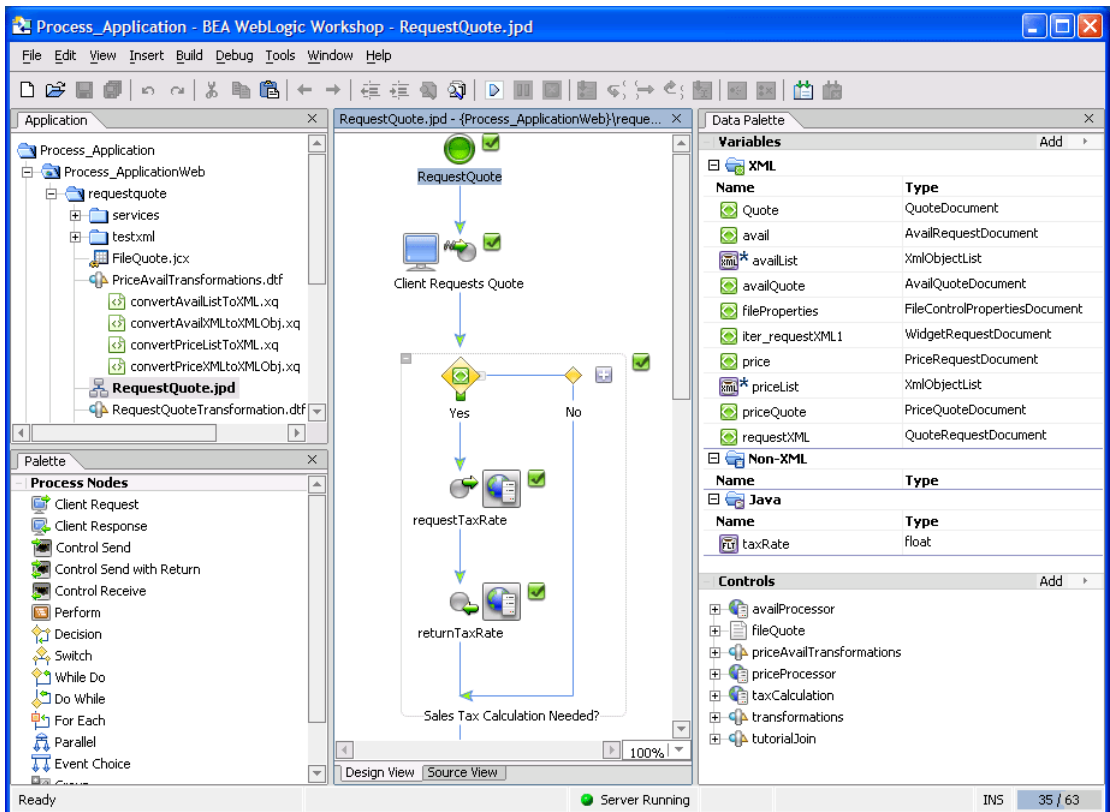 Process_Application - BEA WebLogic Workshop - RequestQuote.jpd
File Edit View Insert Build Debug Tools Window Help
Application
Process_Application
Process_ApplicationWeb
requestquote
services
testxml
FileQuote.jcx
PriceAvailTransformations.dtf
convertAvailListToXML.xq
convertAvailXMLtoXMLObj.xq
convertPriceListToXML.xq
convertPriceXMLtoXMLObj.xq
RequestQuote.jpd
RequestQuoteTransformation.dtf
Palette
Process Nodes
Client Request
Client Response
Control Send
Control Send with Return
Control Receive
Perform
Decision
Switch
While Do
Do While
For Each
Parallel
Event Choice
RequestQuote.jpd - {Process_ApplicationWeb}\reque...
RequestQuote
Client Requests Quote
Yes No
requestTaxRate
returnTaxRate
Sales Tax Calculation Needed?
100%
Design View Source View
Data Palette
Variables Add
XML
Name Type
Quote QuoteDocument
avail AvailRequestDocument
XML* availList XmlObjectList
availQuote AvailQuoteDocument
fileProperties FileControlPropertiesDocument
iter_requestXML1 WidgetRequestDocument
price PriceRequestDocument
XML* priceList XmlObjectList
priceQuote PriceQuoteDocument
requestXML QuoteRequestDocument
Non-XML
Name Type
Java
Name Type
FLT taxRate float
Controls Add
availProcessor
fileQuote
priceAvailTransformations
priceProcessor
taxCalculation
transformations
tutorialJoin
Ready Server Running INS 35 / 63